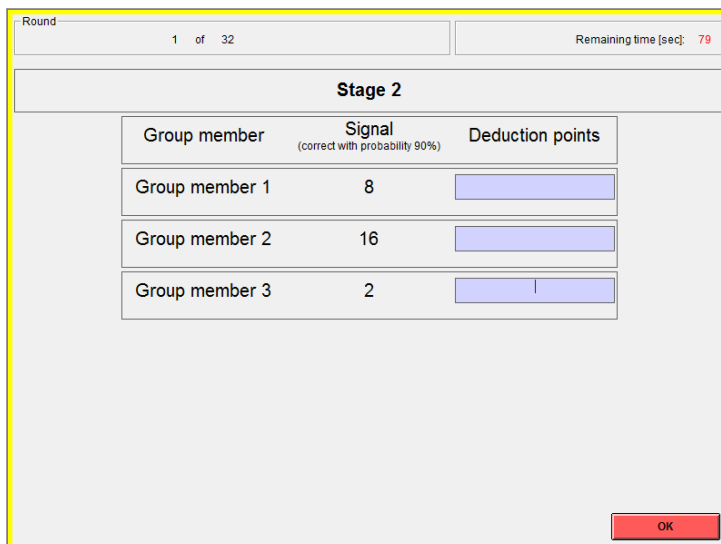 Round
1 of 32
Remaining time [sec]: 79
Stage 2
Group member Signal Deduction points
(correct with probability 90%)
Group member 1 8
Group member 2 16
Group member 3 2
OK